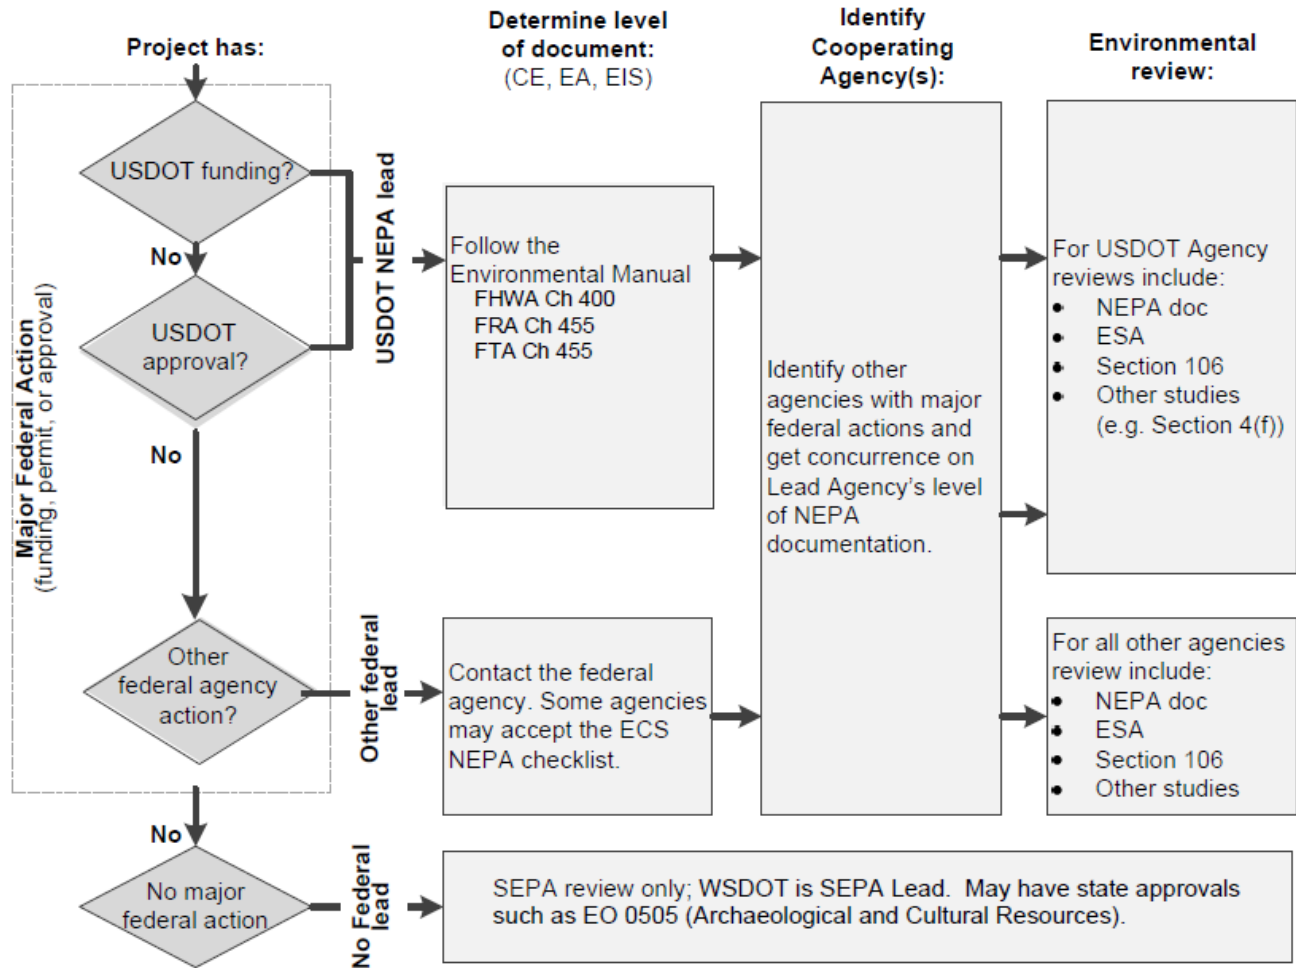 Project has:
Determine level
of document:
(CE, EA, EIS)
Identify
Cooperating
Agency(s):
Environmental
review:
Major Federal Action
(funding, permit, or approval)
USDOT funding?
No
USDOT
approval?
No
Other
federal agency
action?
No
No major
federal action
USDOT NEPA lead
Other federal
lead
No Federal
lead
Follow the
Environmental Manual
FHWA Ch 400
FRA Ch 455
FTA Ch 455
Contact the federal
agency. Some agencies
may accept the ECS
NEPA checklist.
Identify other
agencies with major
federal actions and
get concurrence on
Lead Agency's level
of NEPA
documentation.
For USDOT Agency
reviews include:
• NEPA doc
• ESA
• Section 106
• Other studies
(e.g. Section 4(f))
For all other agencies
review include:
• NEPA doc
• ESA
• Section 106
• Other studies
SEPA review only; WSDOT is SEPA Lead. May have state approvals
such as EO 0505 (Archaeological and Cultural Resources).